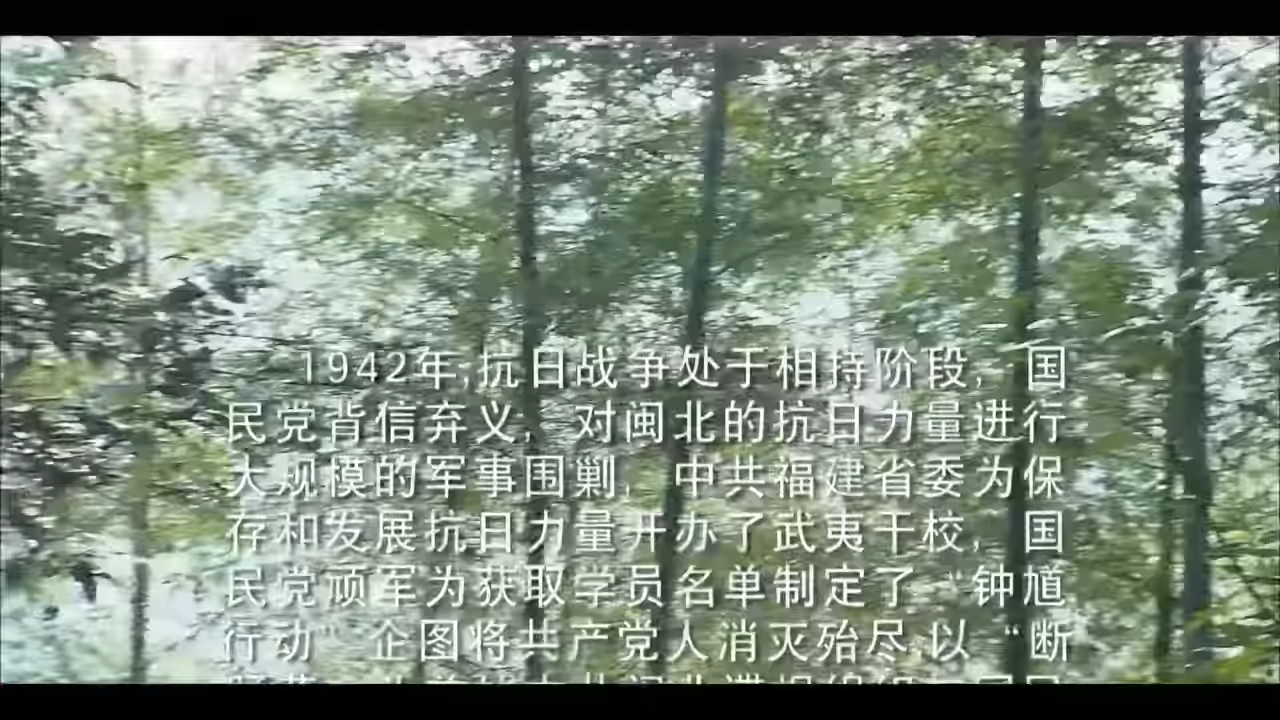 1942年,抗日战争处于相持阶段，国
民党背信弃义，对闽北的抗日力量进行
大规模的军事围剿，中共福建省委为保
存和发展抗日力量开办了武夷干校，国
民党顽军为获取学员名单制定了“钟馗
行动”企图将共产党人消灭殆尽,以“断